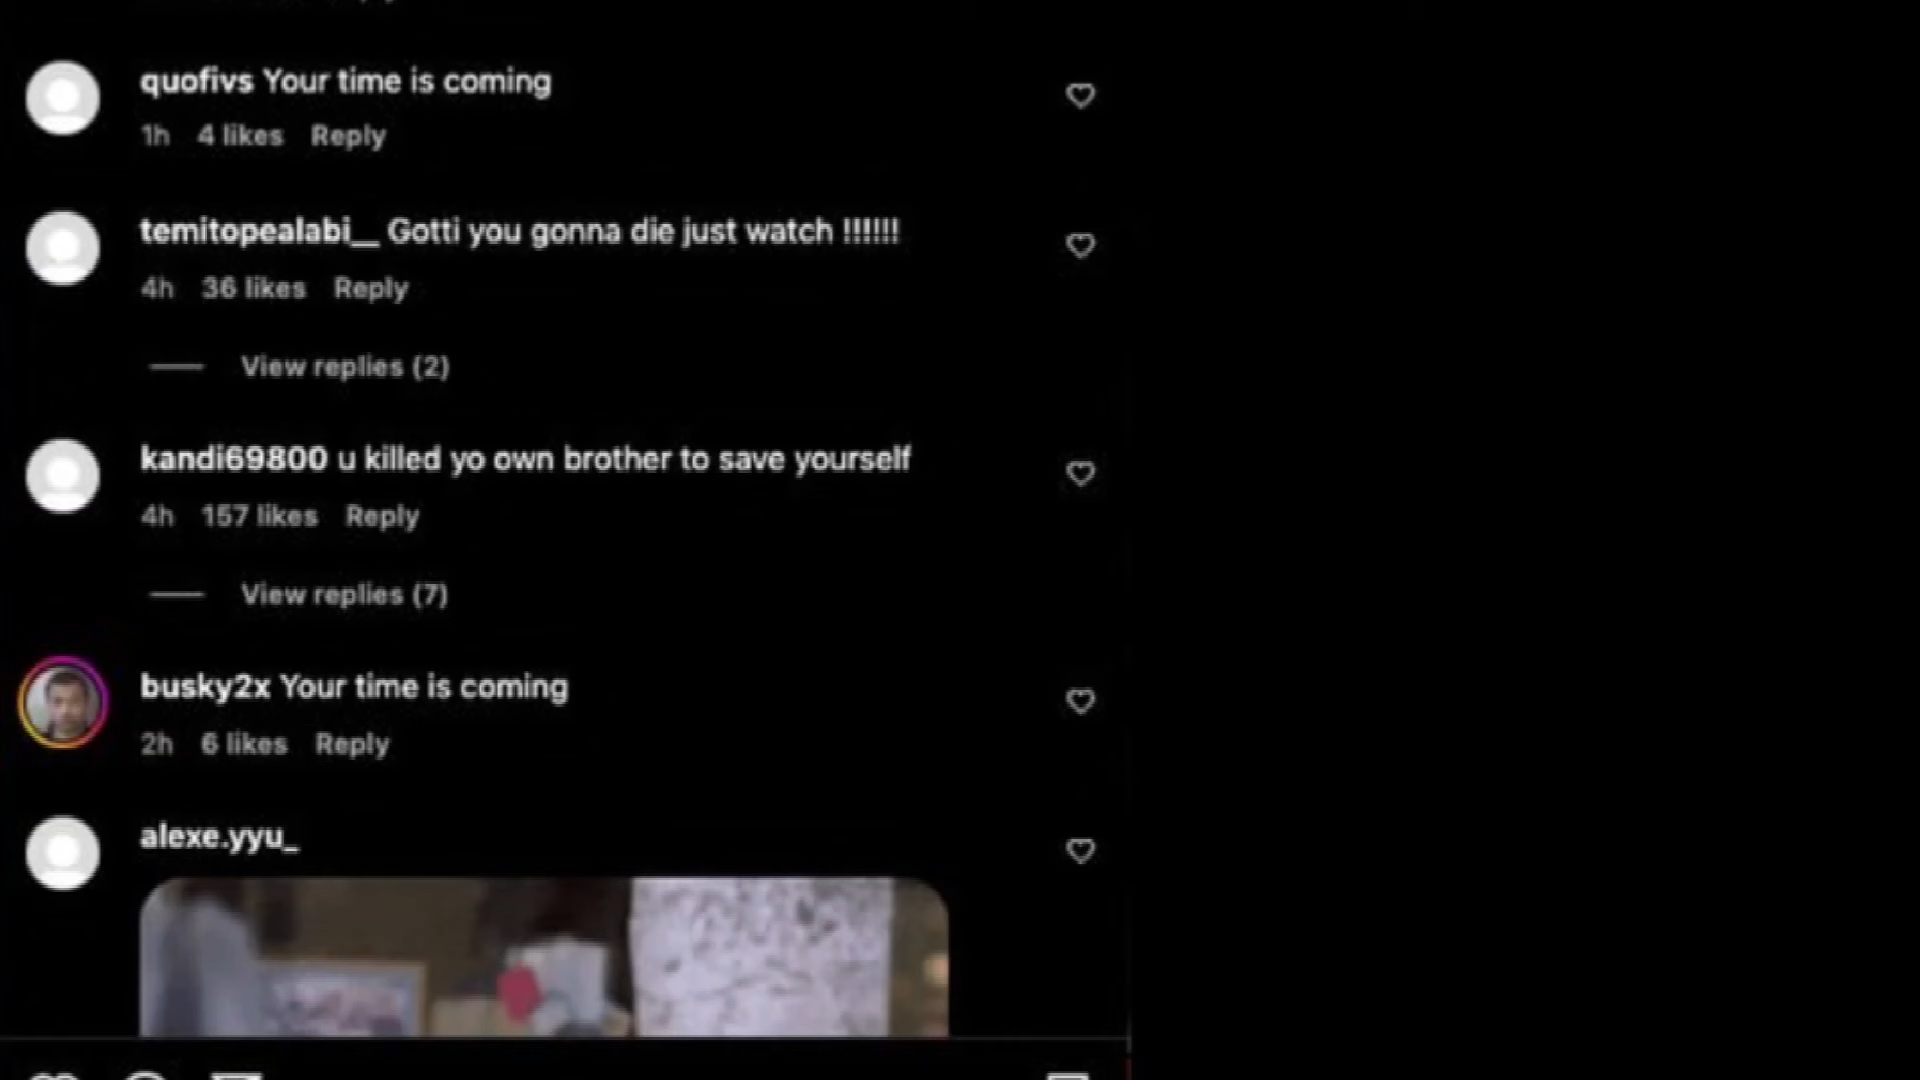 quofivs Your time is coming
1h 4 likes Reply
temitopealabi__ Gotti you gonna die just watch !!!!!!
4h 36 likes Reply
View replies (2)
kandi69800 u killed yo own brother to save yourself
4h 157 likes Reply
View replies (7)
busky2x Your time is coming
2h 6 likes Reply
alexe.yyu_